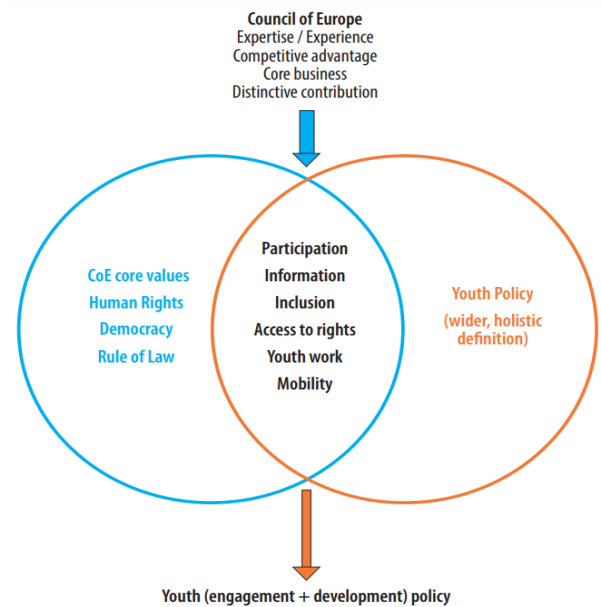 Council of Europe
Expertise / Experience
Competitive advantage
Core business
Distinctive contribution
CoE core values
Human Rights
Democracy
Rule of Law
Participation
Information
Inclusion
Access to rights
Youth work
Mobility
Youth Policy
(wider, holistic
definition)
Youth (engagement + development) policy